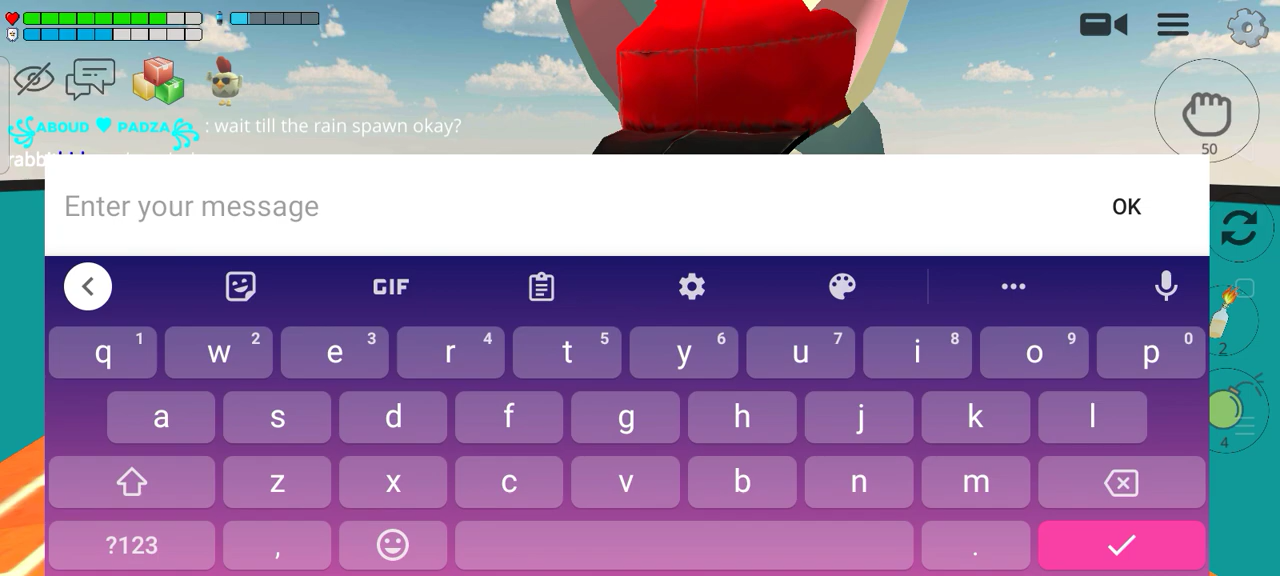 ABOUD ♥ PADZA : wait till the rain spawn okay?
50
Enter your message
OK
GIF
q 1 w 2 e 3 r 4 t 5 y 6 u 7 i 8 o 9 p 0
2
a s d f g h j k l
4
z x c v b n m
?123 , .